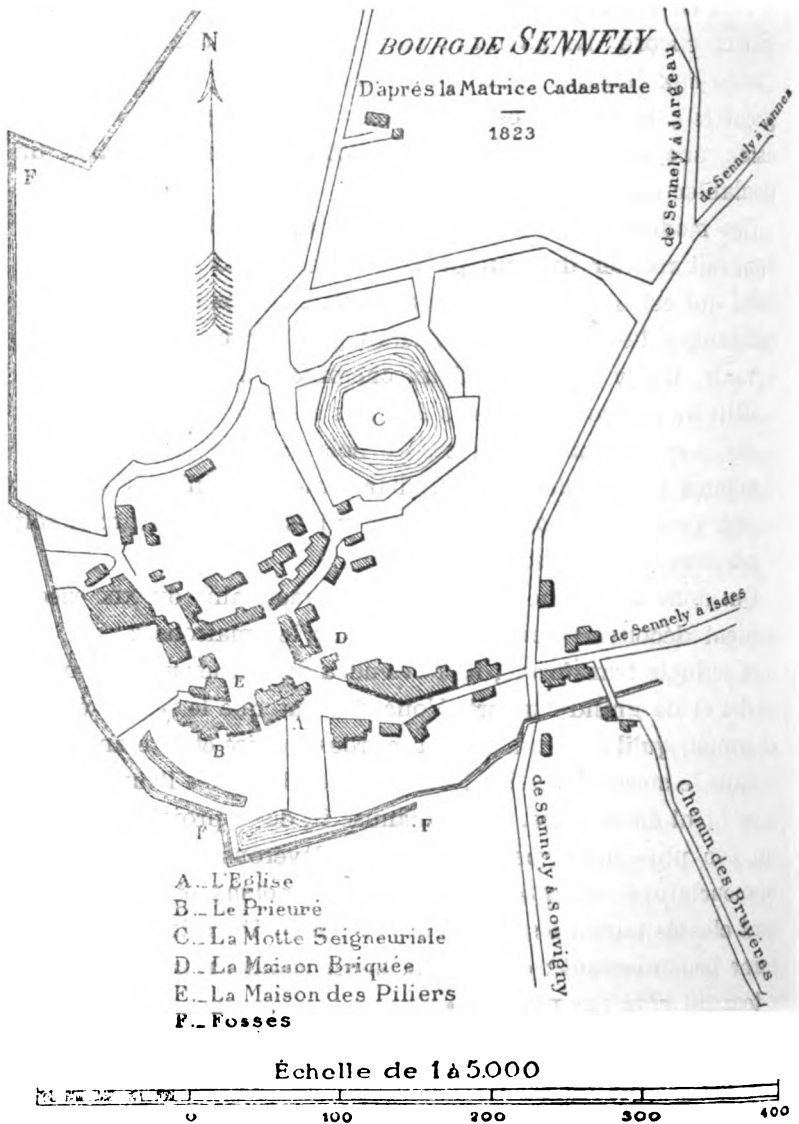 BOURG DE SENNELY
D'après la Matrice Cadastrale
1823
N
F
de Sennely à Jargeau
de Sennely à Vannes
C
D
de Sennely à Isdes
E
A
B
F
F
de Sennely à Souvigny
Chemin des Bruyères
A._ L'Eglise
B._ Le Prieuré
C._ La Motte Seigneuriale
D._ La Maison Briquée
E._ La Maison des Piliers
F._ Fossés
Échelle de 1 à 5.000
0 100 200 300 400